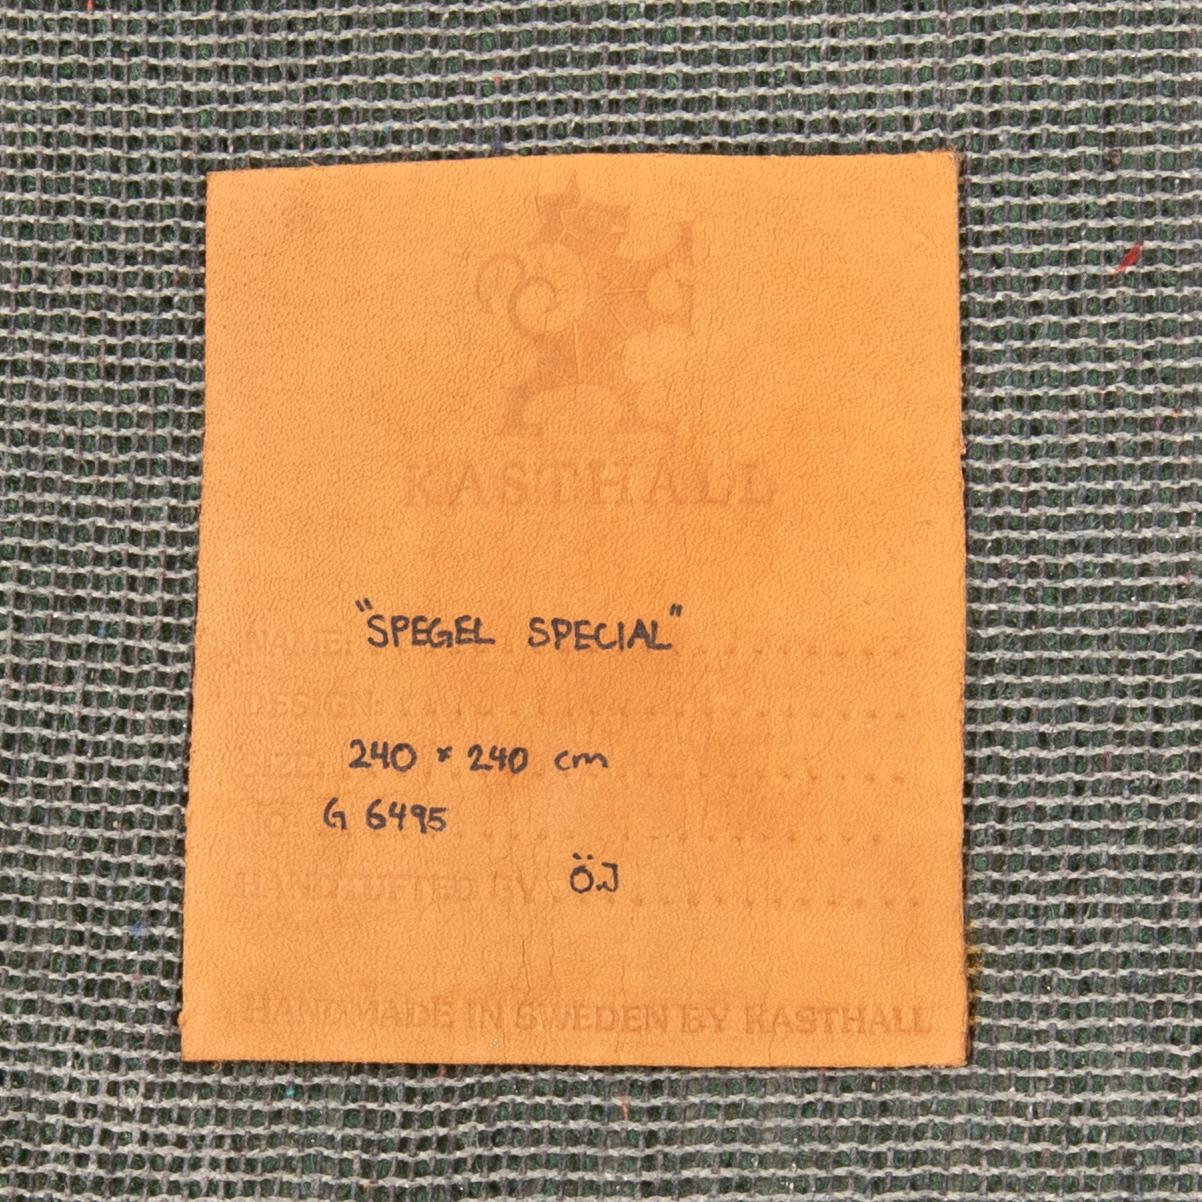 KASTHALL
NAME: "SPEGEL SPECIAL"
DESIGN:
SIZE: 240 × 240 cm
NO: G 6495
HANDTUFTED BY ÖJ
HANDMADE IN SWEDEN BY KASTHALL